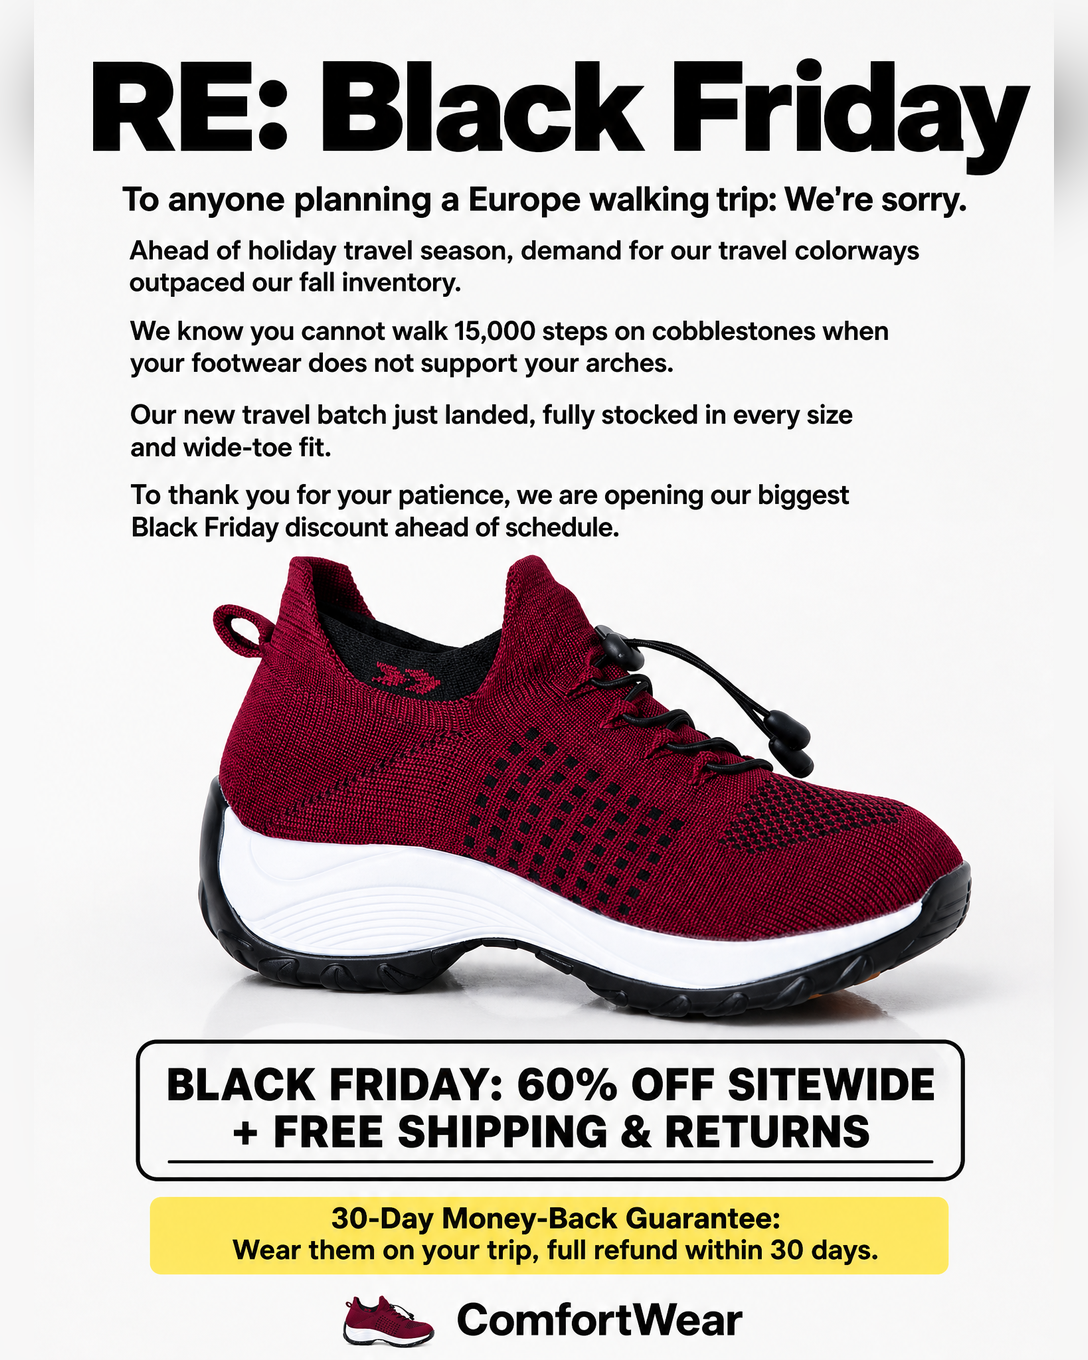 RE: Black Friday
To anyone planning a Europe walking trip: We're sorry.
Ahead of holiday travel season, demand for our travel colorways
outpaced our fall inventory.
We know you cannot walk 15,000 steps on cobblestones when
your footwear does not support your arches.
Our new travel batch just landed, fully stocked in every size
and wide-toe fit.
To thank you for your patience, we are opening our biggest
Black Friday discount ahead of schedule.
BLACK FRIDAY: 60% OFF SITEWIDE
+ FREE SHIPPING & RETURNS
30-Day Money-Back Guarantee:
Wear them on your trip, full refund within 30 days.
ComfortWear